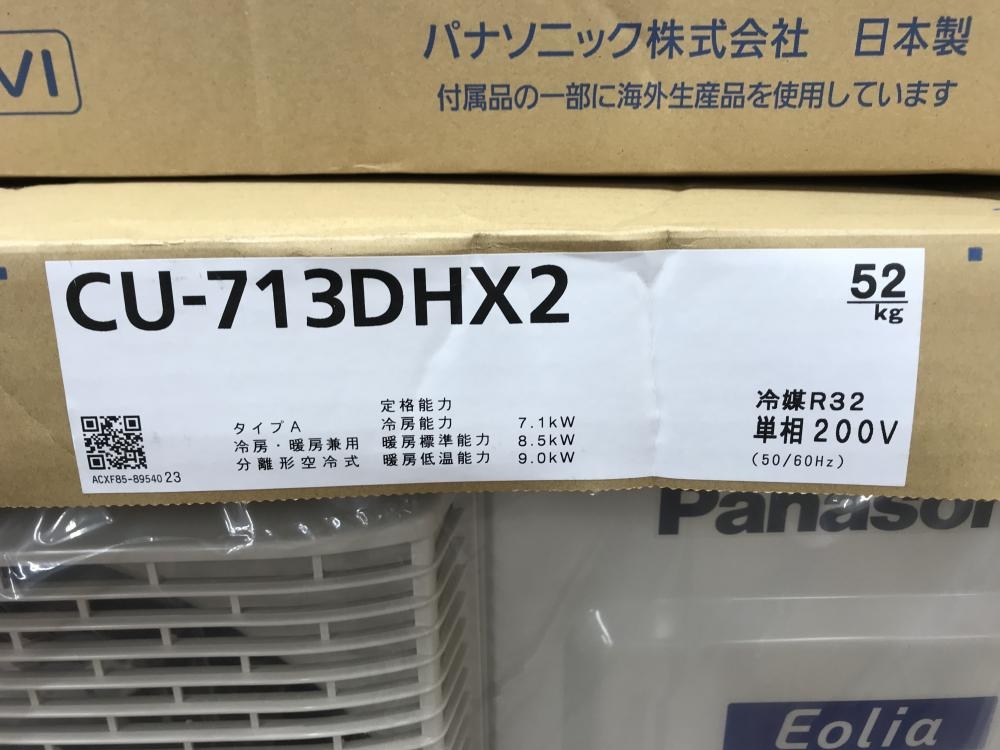 VI
パナソニック株式会社 日本製
付属品の一部に海外生産品を使用しています
CU-713DHX2
52
kg
タイプA
冷房・暖房兼用
分離形空冷式
定格能力
冷房能力 7.1kW
暖房標準能力 8.5kW
暖房低温能力 9.0kW
冷媒R32
単相200V
(50/60Hz)
ACXF85-89540 23
Panason
Eolia